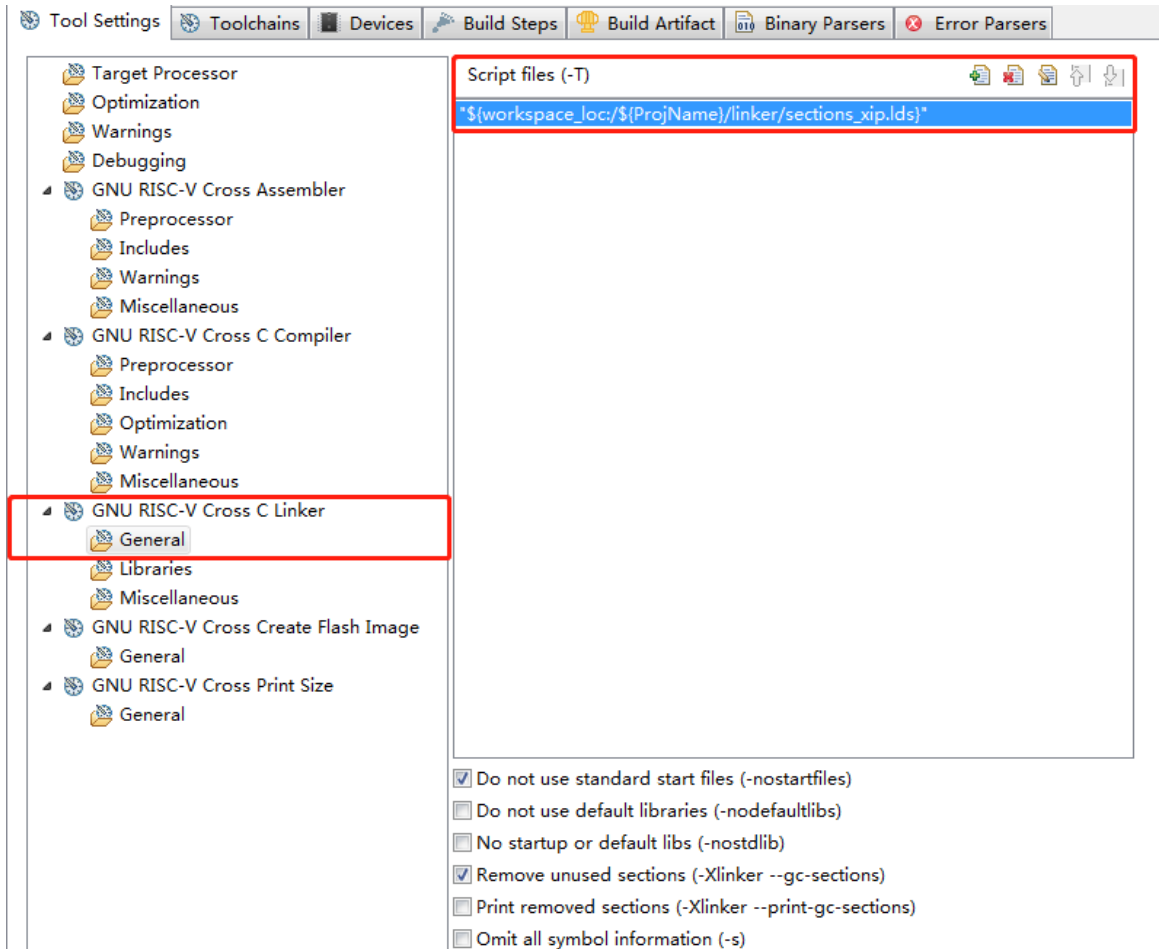 Tool Settings Toolchains Devices Build Steps Build Artifact Binary Parsers Error Parsers
Target Processor
Optimization
Warnings
Debugging
GNU RISC-V Cross Assembler
Preprocessor
Includes
Warnings
Miscellaneous
GNU RISC-V Cross C Compiler
Preprocessor
Includes
Optimization
Warnings
Miscellaneous
GNU RISC-V Cross C Linker
General
Libraries
Miscellaneous
GNU RISC-V Cross Create Flash Image
General
GNU RISC-V Cross Print Size
General
Script files (-T)
"${workspace_loc:/${ProjName}/linker/sections_xip.lds}"
Do not use standard start files (-nostartfiles)
Do not use default libraries (-nodefaultlibs)
No startup or default libs (-nostdlib)
Remove unused sections (-Xlinker --gc-sections)
Print removed sections (-Xlinker --print-gc-sections)
Omit all symbol information (-s)